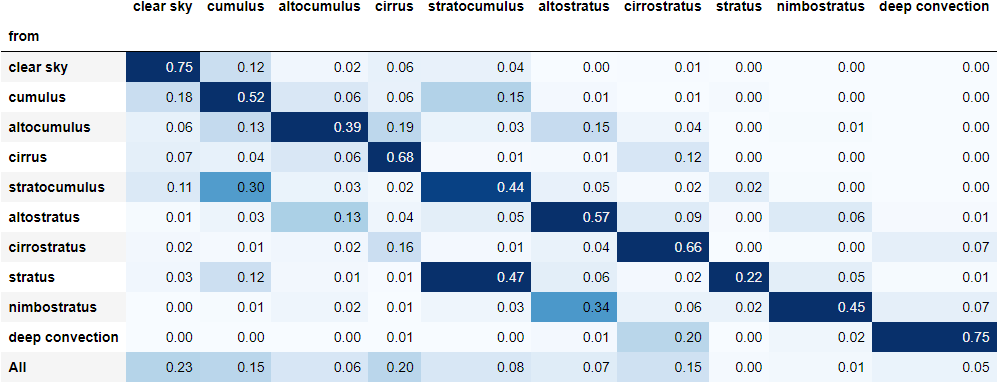 clear sky cumulus altocumulus cirrus stratocumulus altostratus cirrostratus stratus nimbostratus deep convection
from
clear sky 0.75 0.12 0.02 0.06 0.04 0.00 0.01 0.00 0.00 0.00
cumulus 0.18 0.52 0.06 0.06 0.15 0.01 0.01 0.00 0.00 0.00
altocumulus 0.06 0.13 0.39 0.19 0.03 0.15 0.04 0.00 0.01 0.00
cirrus 0.07 0.04 0.06 0.68 0.01 0.01 0.12 0.00 0.00 0.00
stratocumulus 0.11 0.30 0.03 0.02 0.44 0.05 0.02 0.02 0.00 0.00
altostratus 0.01 0.03 0.13 0.04 0.05 0.57 0.09 0.00 0.06 0.01
cirrostratus 0.02 0.01 0.02 0.16 0.01 0.04 0.66 0.00 0.00 0.07
stratus 0.03 0.12 0.01 0.01 0.47 0.06 0.02 0.22 0.05 0.01
nimbostratus 0.00 0.01 0.02 0.01 0.03 0.34 0.06 0.02 0.45 0.07
deep convection 0.00 0.00 0.00 0.01 0.00 0.01 0.20 0.00 0.02 0.75
All 0.23 0.15 0.06 0.20 0.08 0.07 0.15 0.00 0.01 0.05